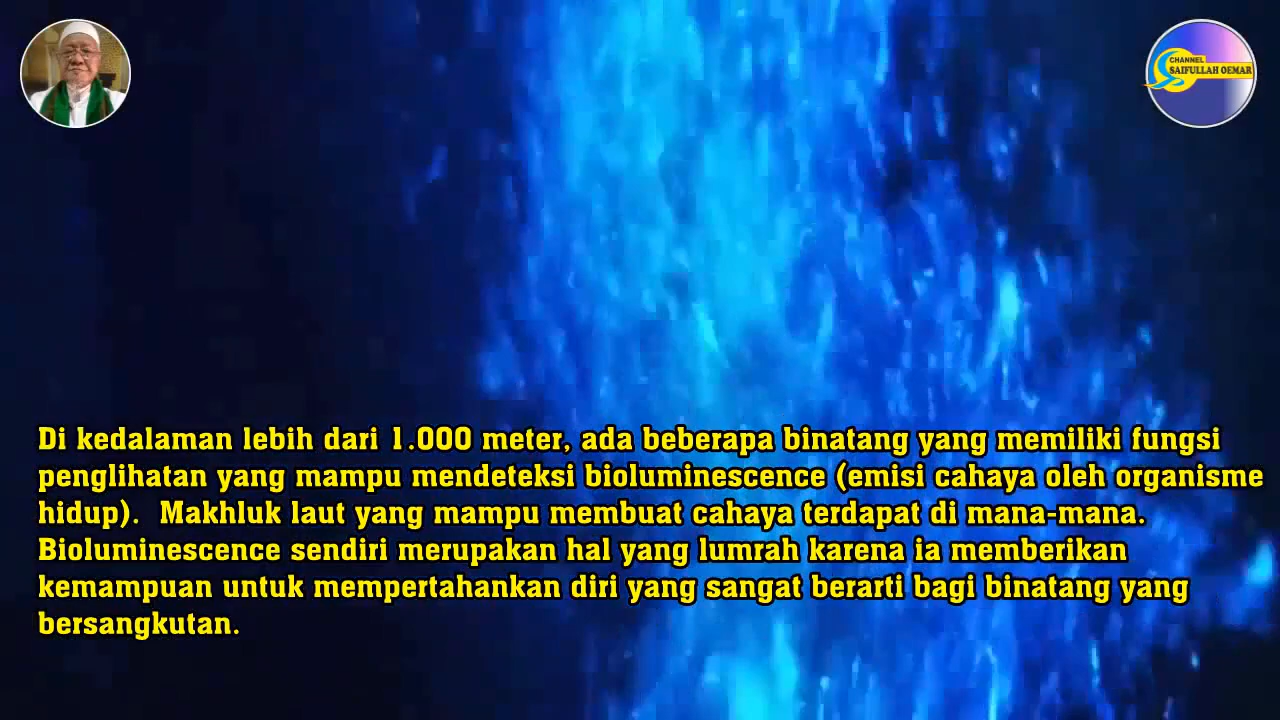 CHANNEL
SAIFULLAH OEMAR
Di kedalaman lebih dari 1.000 meter, ada beberapa binatang yang memiliki fungsi
penglihatan yang mampu mendeteksi bioluminescence (emisi cahaya oleh organisme
hidup).  Makhluk laut yang mampu membuat cahaya terdapat di mana-mana.
Bioluminescence sendiri merupakan hal yang lumrah karena ia memberikan
kemampuan untuk mempertahankan diri yang sangat berarti bagi binatang yang
bersangkutan.